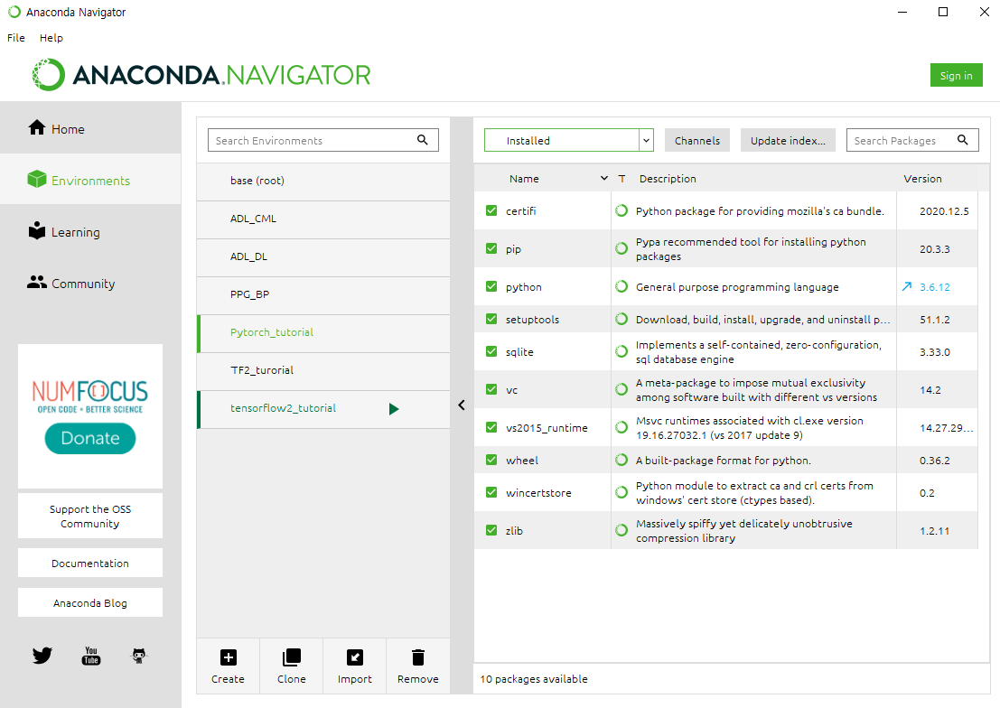 Anaconda Navigator
File Help
ANACONDA.NAVIGATOR
Sign in
Home
Environments
Learning
Community
NUMFOCUS
OPEN CODE = BETTER SCIENCE
Donate
Support the OSS
Community
Documentation
Anaconda Blog
You
Tube
Search Environments
base (root)
ADL_CML
ADL_DL
PPG_BP
Pytorch_tutorial
TF2_turorial
tensorflow2_tutorial
Create Clone Import Remove
Installed Channels Update index... Search Packages
Name T Description Version
certifi Python package for providing mozilla's ca bundle. 2020.12.5
pip Pypa recommended tool for installing python
packages 20.3.3
python General purpose programming language 3.6.12
setuptools Download, build, install, upgrade, and uninstall p... 51.1.2
sqlite Implements a self-contained, zero-configuration,
sql database engine 3.33.0
vc A meta-package to impose mutual exclusivity
among software built with different vs versions 14.2
vs2015_runtime Msvc runtimes associated with cl.exe version
19.16.27032.1 (vs 2017 update 9) 14.27.29...
wheel A built-package format for python. 0.36.2
wincertstore Python module to extract ca and crl certs from
windows' cert store (ctypes based). 0.2
zlib Massively spiffy yet delicately unobtrusive
compression library 1.2.11
10 packages available